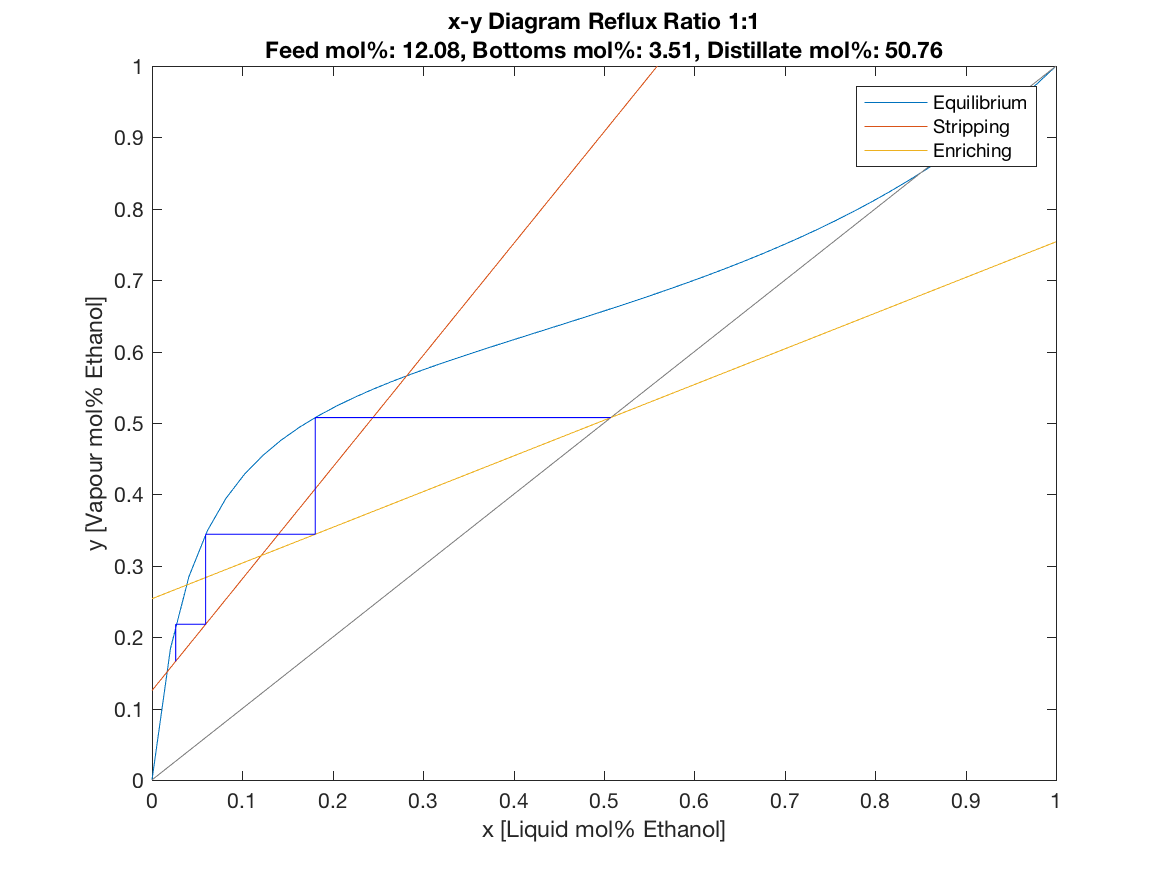 x-y Diagram Reflux Ratio 1:1
Feed mol%: 12.08, Bottoms mol%: 3.51, Distillate mol%: 50.76
Equilibrium
Stripping
Enriching
y [Vapour mol% Ethanol]
1
0.9
0.8
0.7
0.6
0.5
0.4
0.3
0.2
0.1
0
0 0.1 0.2 0.3 0.4 0.5 0.6 0.7 0.8 0.9 1
x [Liquid mol% Ethanol]